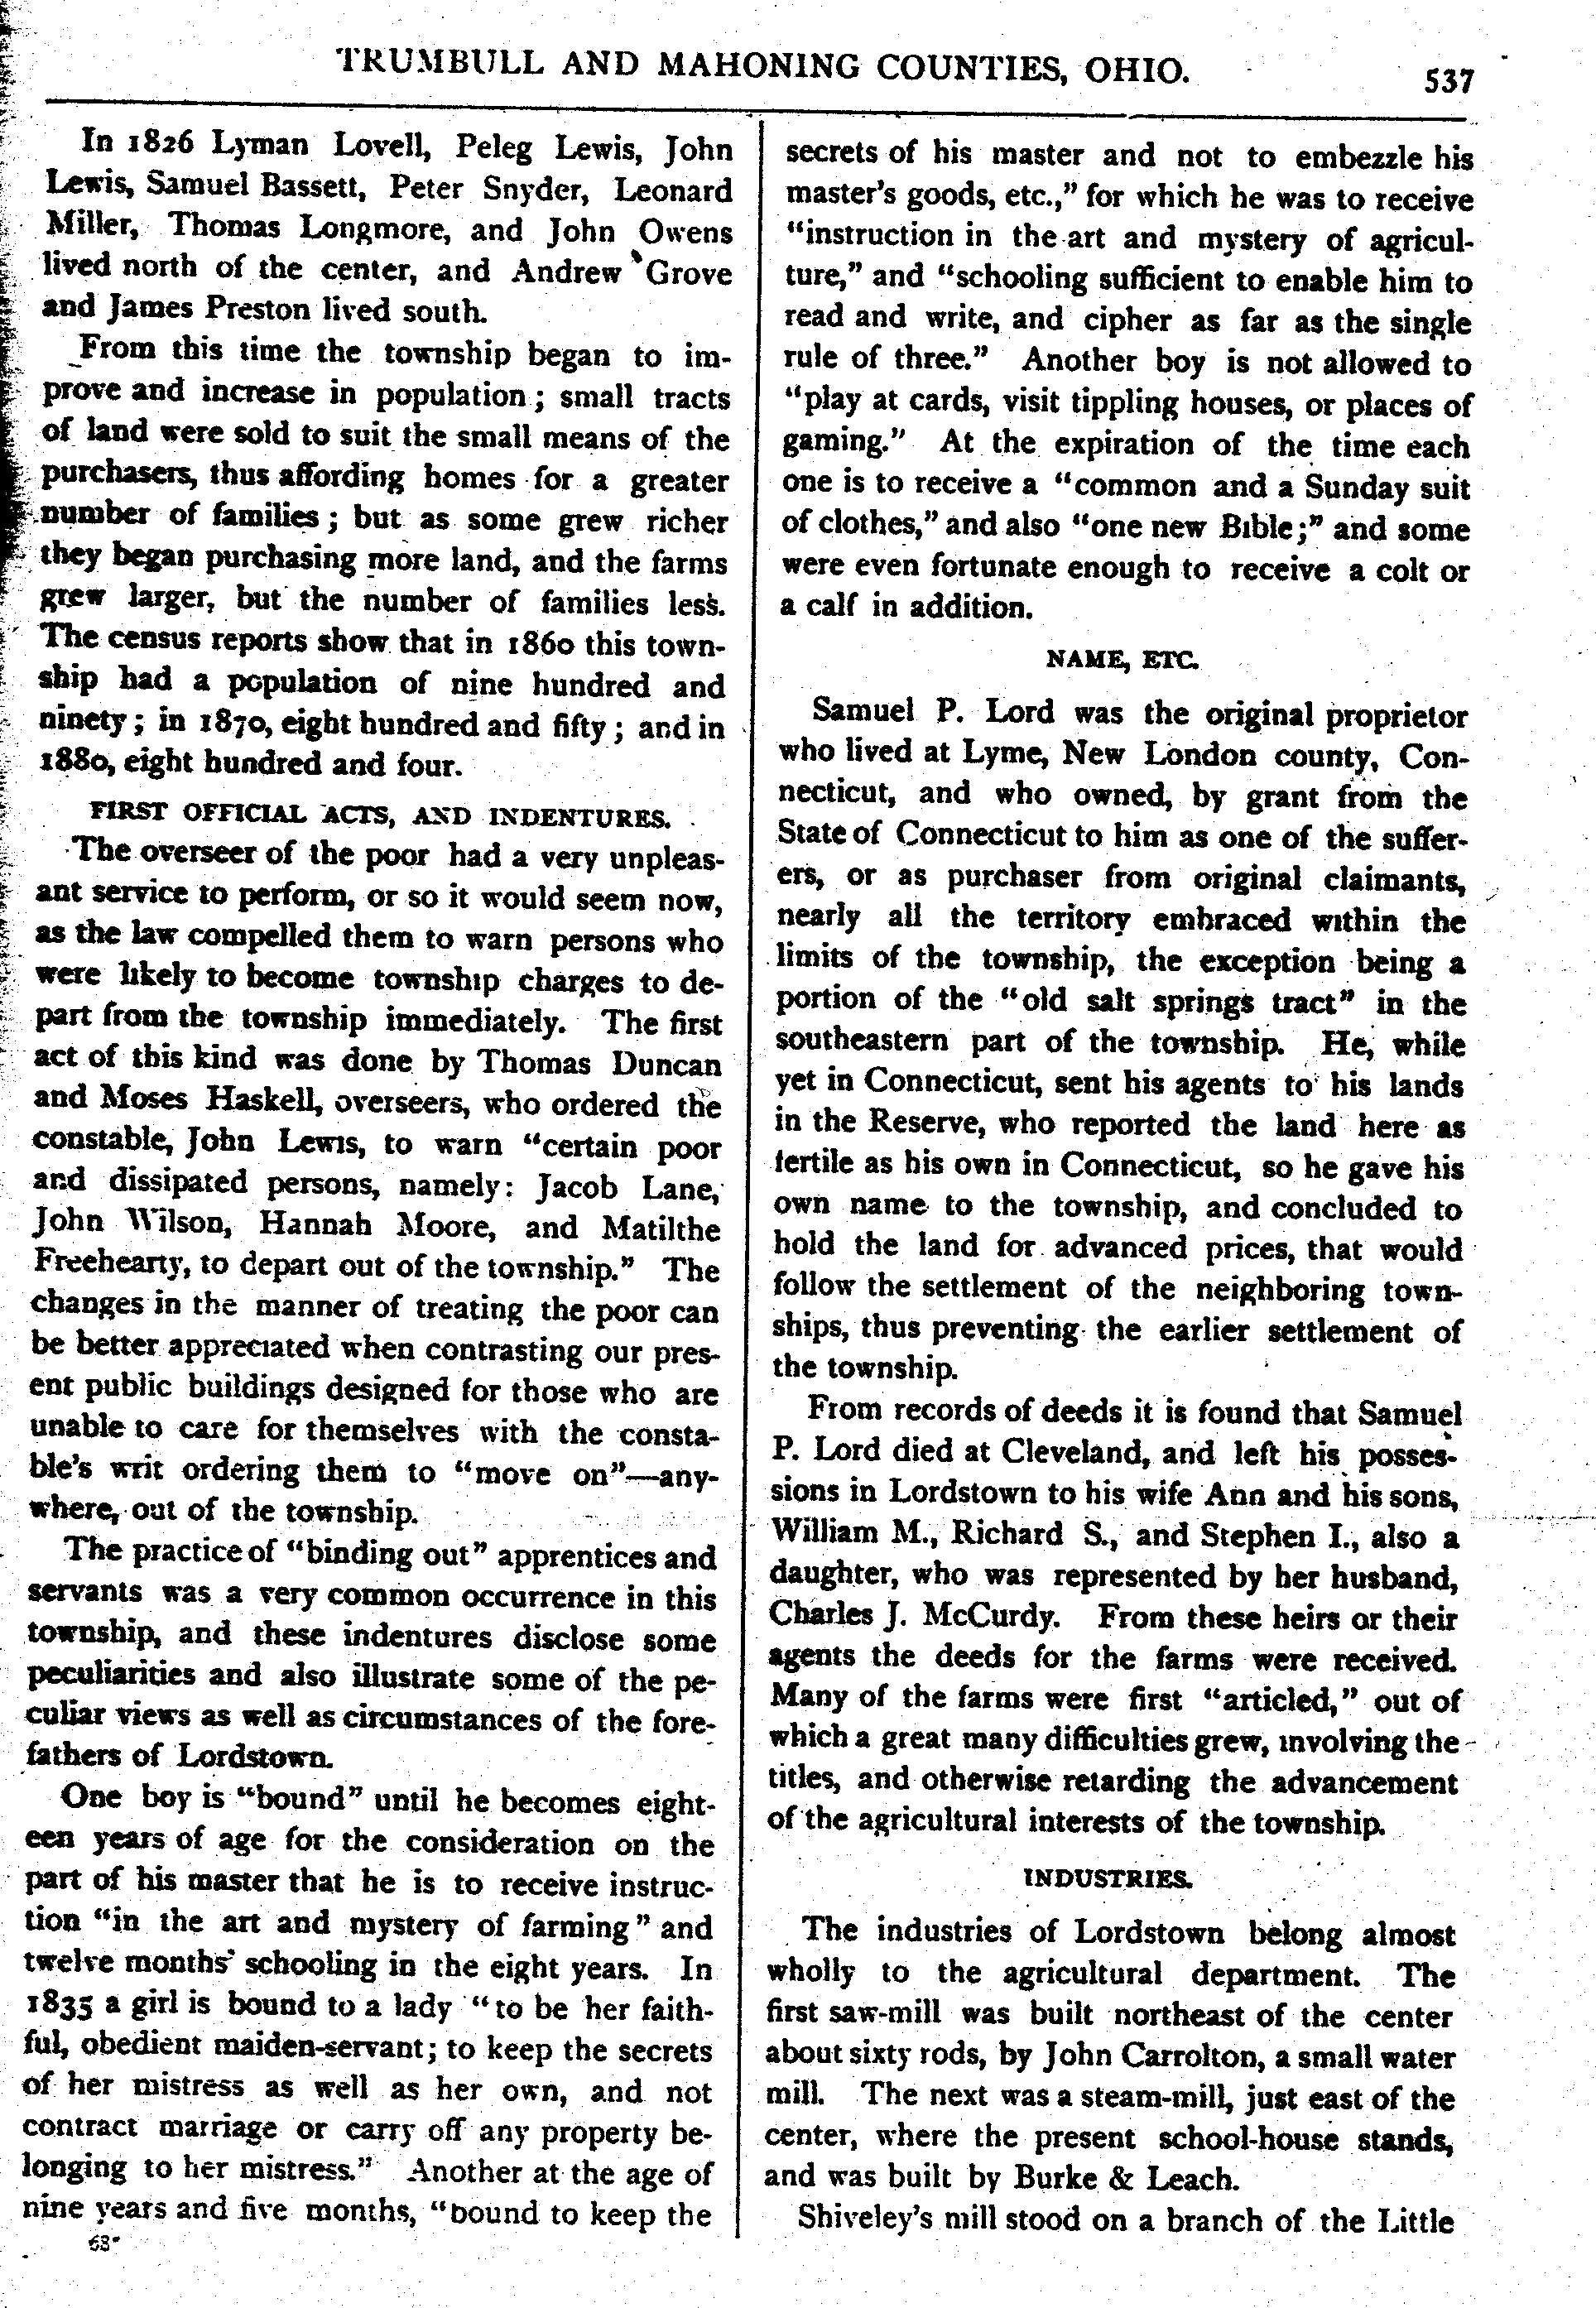 TRUMBULL AND MAHONING COUNTIES, OHIO.
537
In 1826 Lyman Lovell, Peleg Lewis, John
Lewis, Samuel Bassett, Peter Snyder, Leonard
Miller, Thomas Longmore, and John Owens
lived north of the center, and Andrew Grove
and James Preston lived south.
From this time the township began to im-
prove and increase in population; small tracts
of land were sold to suit the small means of the
purchasers, thus affording homes for a greater
number of families; but as some grew richer
they began purchasing more land, and the farms
grew larger, but the number of families less.
The census reports show that in 1860 this town-
ship had a population of nine hundred and
ninety; in 1870, eight hundred and fifty; and in
1880, eight hundred and four.
FIRST OFFICIAL ACTS, AND INDENTURES.
The overseer of the poor had a very unpleas-
ant service to perform, or so it would seem now,
as the law compelled them to warn persons who
were likely to become township charges to de-
part from the township immediately. The first
act of this kind was done by Thomas Duncan
and Moses Haskell, overseers, who ordered the
constable, John Lewis, to warn "certain poor
and dissipated persons, namely: Jacob Lane,
John Wilson, Hannah Moore, and Matilthe
Freehearty, to depart out of the township." The
changes in the manner of treating the poor can
be better appreciated when contrasting our pres-
ent public buildings designed for those who are
unable to care for themselves with the consta-
ble's writ ordering them to "move on"—any-
where, out of the township.
The practice of "binding out" apprentices and
servants was a very common occurrence in this
township, and these indentures disclose some
peculiarities and also illustrate some of the pe-
culiar views as well as circumstances of the fore-
fathers of Lordstown.
One boy is "bound" until he becomes eight-
een years of age for the consideration on the
part of his master that he is to receive instruc-
tion "in the art and mystery of farming" and
twelve months' schooling in the eight years. In
1835 a girl is bound to a lady "to be her faith-
ful, obedient maiden-servant; to keep the secrets
of her mistress as well as her own, and not
contract marriage or carry off any property be-
longing to her mistress." Another at the age of
nine years and five months, "bound to keep the
68*
secrets of his master and not to embezzle his
master's goods, etc.," for which he was to receive
"instruction in the art and mystery of agricul-
ture," and "schooling sufficient to enable him to
read and write, and cipher as far as the single
rule of three." Another boy is not allowed to
"play at cards, visit tippling houses, or places of
gaming." At the expiration of the time each
one is to receive a "common and a Sunday suit
of clothes," and also "one new Bible;" and some
were even fortunate enough to receive a colt or
a calf in addition.
NAME, ETC.
Samuel P. Lord was the original proprietor
who lived at Lyme, New London county, Con-
necticut, and who owned, by grant from the
State of Connecticut to him as one of the suffer-
ers, or as purchaser from original claimants,
nearly all the territory embraced within the
limits of the township, the exception being a
portion of the "old salt springs tract" in the
southeastern part of the township. He, while
yet in Connecticut, sent his agents to his lands
in the Reserve, who reported the land here as
fertile as his own in Connecticut, so he gave his
own name to the township, and concluded to
hold the land for advanced prices, that would
follow the settlement of the neighboring town-
ships, thus preventing the earlier settlement of
the township.
From records of deeds it is found that Samuel
P. Lord died at Cleveland, and left his posses-
sions in Lordstown to his wife Ann and his sons,
William M., Richard S., and Stephen I., also a
daughter, who was represented by her husband,
Charles J. McCurdy. From these heirs or their
agents the deeds for the farms were received.
Many of the farms were first "articled," out of
which a great many difficulties grew, involving the
titles, and otherwise retarding the advancement
of the agricultural interests of the township.
INDUSTRIES.
The industries of Lordstown belong almost
wholly to the agricultural department. The
first saw-mill was built northeast of the center
about sixty rods, by John Carrolton, a small water
mill. The next was a steam-mill, just east of the
center, where the present school-house stands,
and was built by Burke & Leach.
Shiveley's mill stood on a branch of the Little